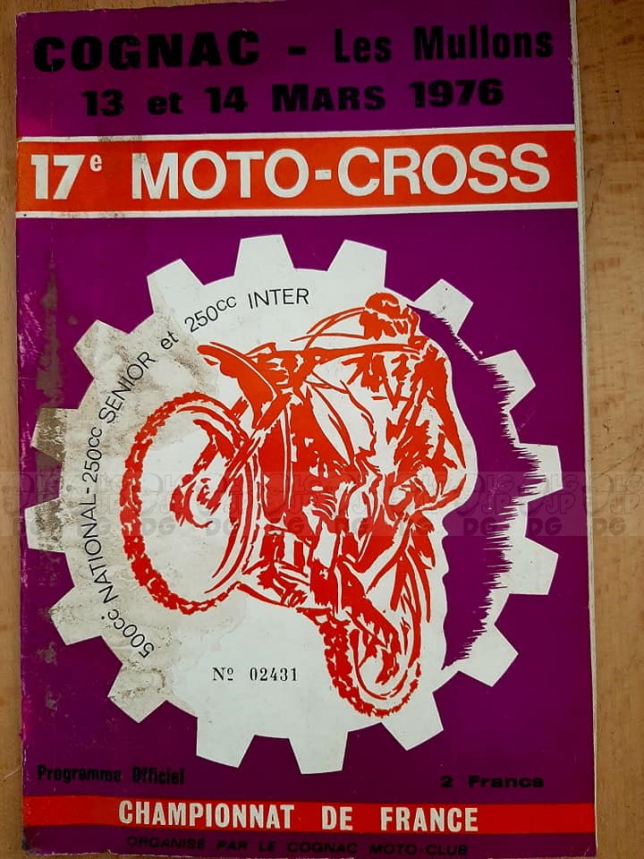 COGNAC - Les Mullons
13 et 14 MARS 1976
17e MOTO-CROSS
500cc NATIONAL-250cc SENIOR et 250cc INTER
Nº 02431
Programme Officiel
2 Francs
CHAMPIONNAT DE FRANCE
ORGANISE PAR LE COGNAC MOTO-CLUB